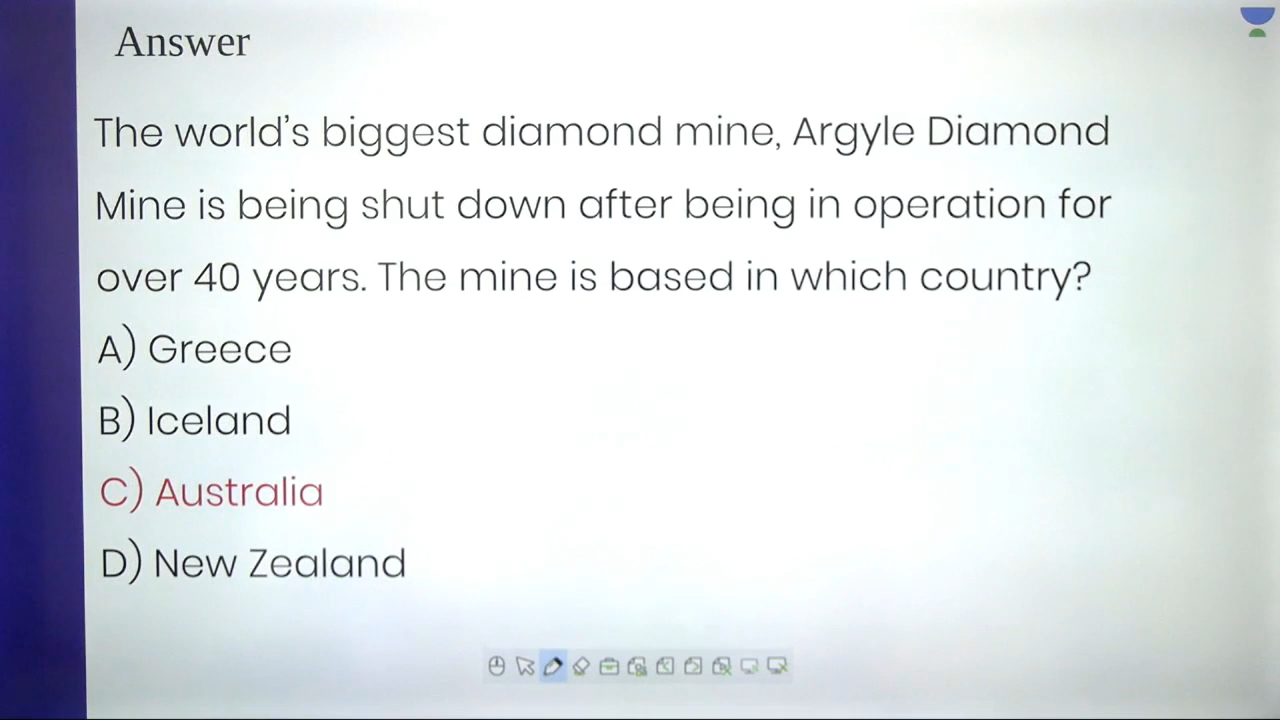 Answer
The world's biggest diamond mine, Argyle Diamond
Mine is being shut down after being in operation for
over 40 years. The mine is based in which country?
A) Greece
B) Iceland
C) Australia
D) New Zealand